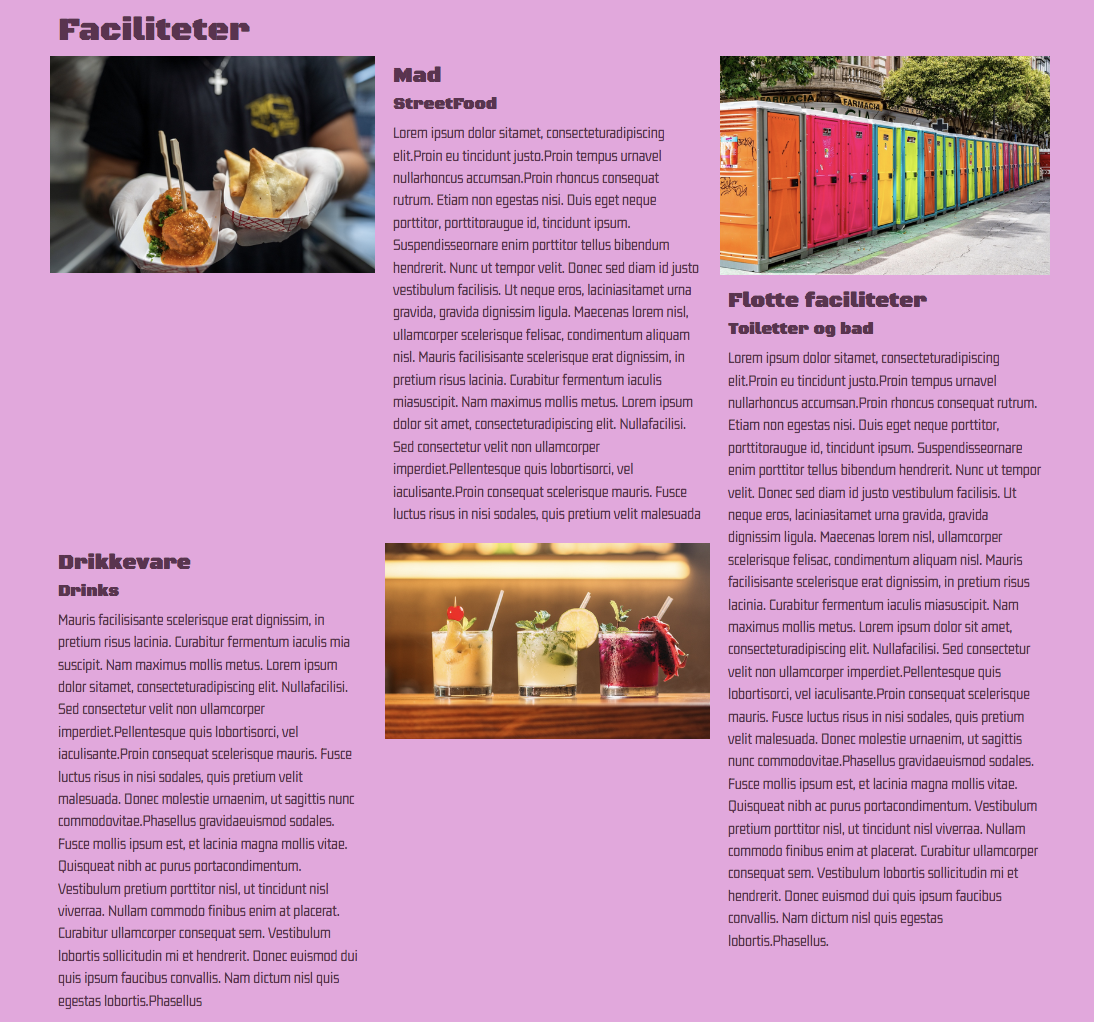 Faciliteter
Mad
StreetFood
Lorem ipsum dolor sitamet, consecteturadipiscing
elit.Proin eu tincidunt justo.Proin tempus urnavel
nullarhoncus accumsan.Proin rhoncus consequat
rutrum. Etiam non egestas nisi. Duis eget neque
porttitor, porttitoraugue id, tincidunt ipsum.
Suspendisseornare enim porttitor tellus bibendum
hendrerit. Nunc ut tempor velit. Donec sed diam id justo
vestibulum facilisis. Ut neque eros, laciniasitamet urna
gravida, gravida dignissim ligula. Maecenas lorem nisl,
ullamcorper scelerisque felisac, condimentum aliquam
nisl. Mauris facilisisante scelerisque erat dignissim, in
pretium risus lacinia. Curabitur fermentum iaculis
miasuscipit. Nam maximus mollis metus. Lorem ipsum
dolor sit amet, consecteturadipiscing elit. Nullafacilisi.
Sed consectetur velit non ullamcorper
imperdiet.Pellentesque quis lobortisorci, vel
iaculisante.Proin consequat scelerisque mauris. Fusce
luctus risus in nisi sodales, quis pretium velit malesuada
FARMACIA
FARMACIA
Flotte faciliteter
Toiletter og bad
Lorem ipsum dolor sitamet, consecteturadipiscing
elit.Proin eu tincidunt justo.Proin tempus urnavel
nullarhoncus accumsan.Proin rhoncus consequat rutrum.
Etiam non egestas nisi. Duis eget neque porttitor,
porttitoraugue id, tincidunt ipsum. Suspendisseornare
enim porttitor tellus bibendum hendrerit. Nunc ut tempor
velit. Donec sed diam id justo vestibulum facilisis. Ut
neque eros, laciniasitamet urna gravida, gravida
dignissim ligula. Maecenas lorem nisl, ullamcorper
scelerisque felisac, condimentum aliquam nisl. Mauris
facilisisante scelerisque erat dignissim, in pretium risus
lacinia. Curabitur fermentum iaculis miasuscipit. Nam
maximus mollis metus. Lorem ipsum dolor sit amet,
consecteturadipiscing elit. Nullafacilisi. Sed consectetur
velit non ullamcorper imperdiet.Pellentesque quis
lobortisorci, vel iaculisante.Proin consequat scelerisque
mauris. Fusce luctus risus in nisi sodales, quis pretium
velit malesuada. Donec molestie urnaenim, ut sagittis
nunc commodovitae.Phasellus gravidaeuismod sodales.
Fusce mollis ipsum est, et lacinia magna mollis vitae.
Quisqueat nibh ac purus portacondimentum. Vestibulum
pretium porttitor nisl, ut tincidunt nisl viverraa. Nullam
commodo finibus enim at placerat. Curabitur ullamcorper
consequat sem. Vestibulum lobortis sollicitudin mi et
hendrerit. Donec euismod dui quis ipsum faucibus
convallis. Nam dictum nisl quis egestas
lobortis.Phasellus.
Drikkevare
Drinks
Mauris facilisisante scelerisque erat dignissim, in
pretium risus lacinia. Curabitur fermentum iaculis mia
suscipit. Nam maximus mollis metus. Lorem ipsum
dolor sitamet, consecteturadipiscing elit. Nullafacilisi.
Sed consectetur velit non ullamcorper
imperdiet.Pellentesque quis lobortisorci, vel
iaculisante.Proin consequat scelerisque mauris. Fusce
luctus risus in nisi sodales, quis pretium velit
malesuada. Donec molestie urnaenim, ut sagittis nunc
commodovitae.Phasellus gravidaeuismod sodales.
Fusce mollis ipsum est, et lacinia magna mollis vitae.
Quisqueat nibh ac purus portacondimentum.
Vestibulum pretium porttitor nisl, ut tincidunt nisl
viverraa. Nullam commodo finibus enim at placerat.
Curabitur ullamcorper consequat sem. Vestibulum
lobortis sollicitudin mi et hendrerit. Donec euismod dui
quis ipsum faucibus convallis. Nam dictum nisl quis
egestas lobortis.Phasellus